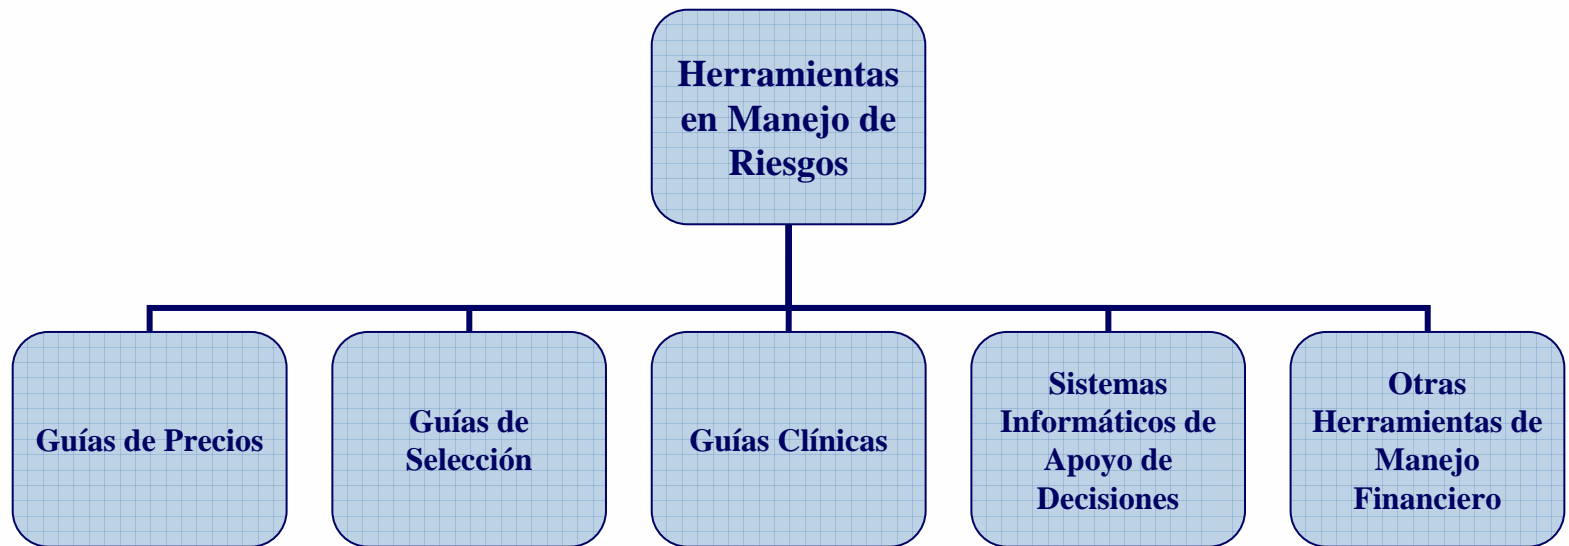 Herramientas
en Manejo de
Riesgos
Guías de Precios
Guías de
Selección
Guías Clínicas
Sistemas
Informáticos de
Apoyo de
Decisiones
Otras
Herramientas de
Manejo
Financiero